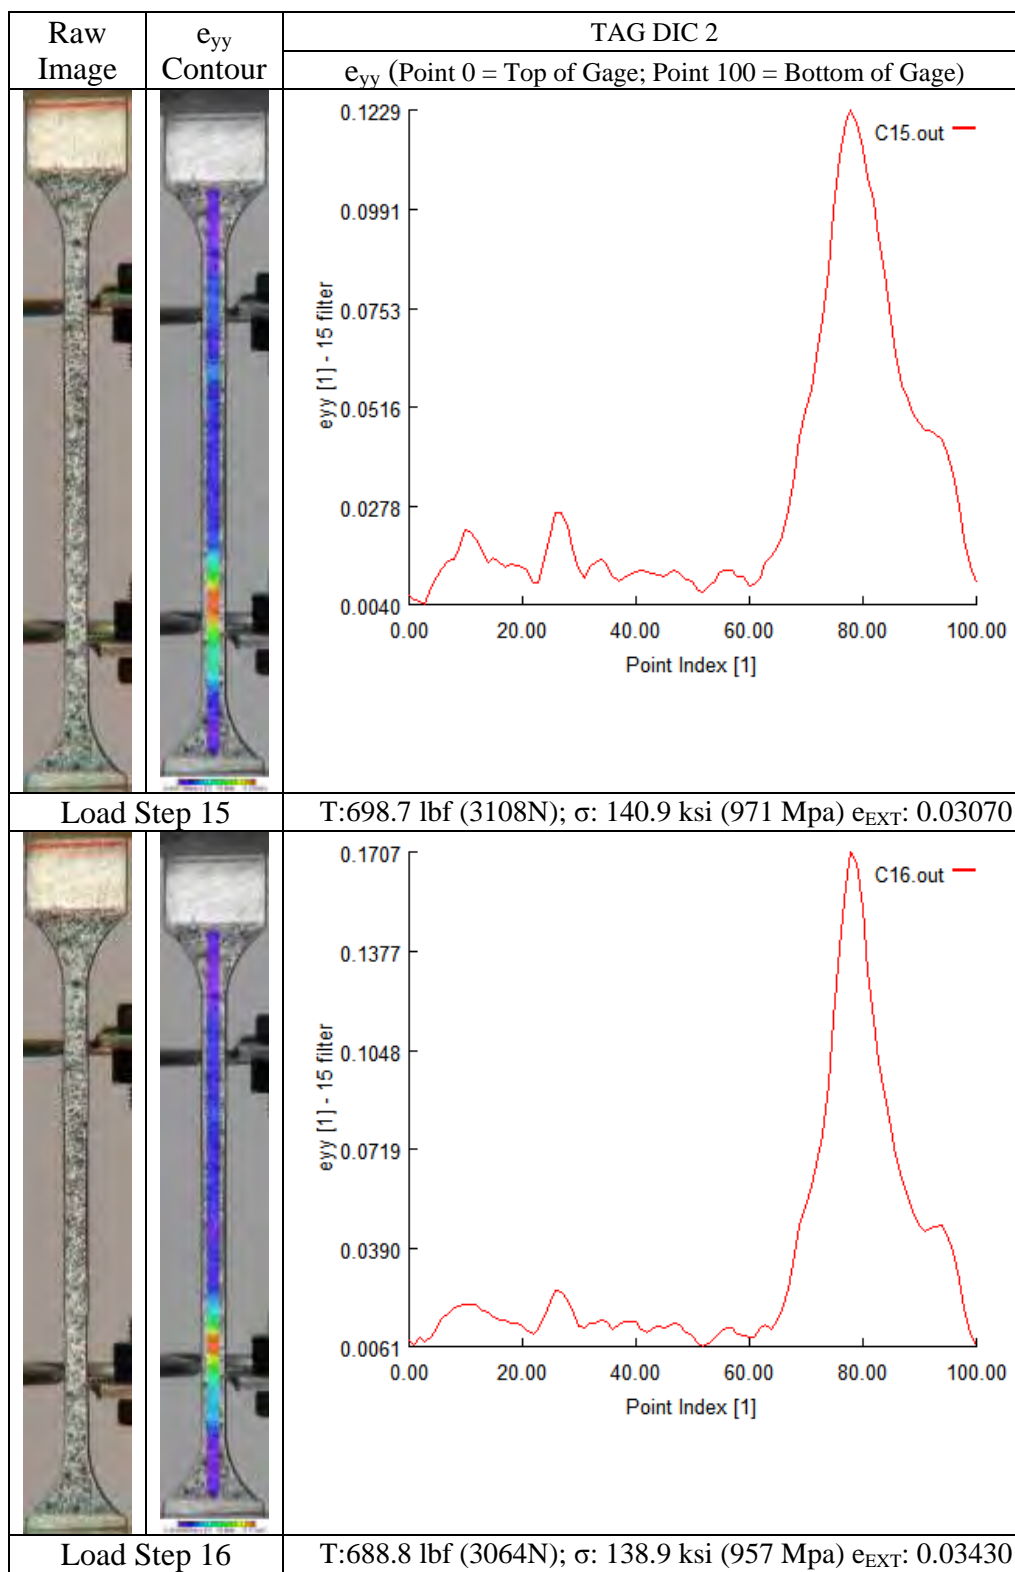 Raw
Image
eyy
Contour
TAG DIC 2
eyy (Point 0 = Top of Gage; Point 100 = Bottom of Gage)
0.1229
0.0991
0.0753
0.0516
0.0278
0.0040
eyy [1] - 15 filter
C15.out
0.00 20.00 40.00 60.00 80.00 100.00
Point Index [1]
Load Step 15
T:698.7 lbf (3108N); σ: 140.9 ksi (971 Mpa) eEXT: 0.03070
0.1707
0.1377
0.1048
0.0719
0.0390
0.0061
eyy [1] - 15 filter
C16.out
0.00 20.00 40.00 60.00 80.00 100.00
Point Index [1]
Load Step 16
T:688.8 lbf (3064N); σ: 138.9 ksi (957 Mpa) eEXT: 0.03430